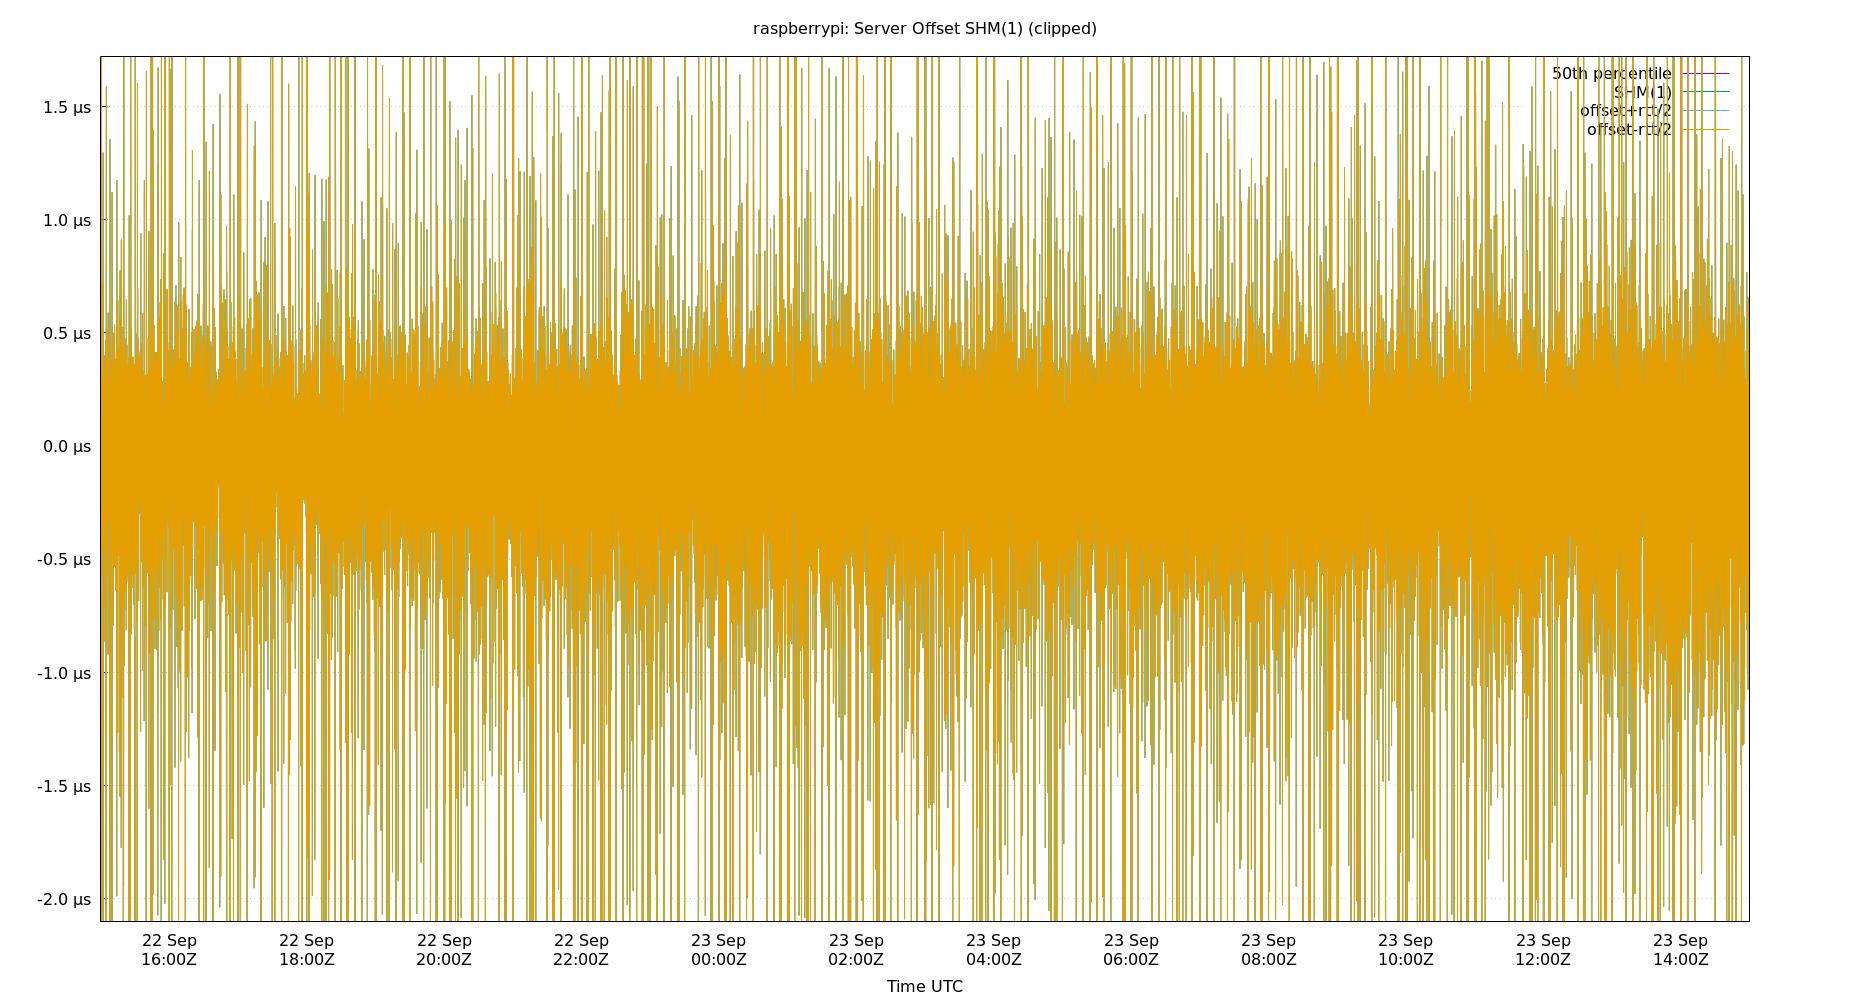 raspberrypi: Server Offset SHM(1) (clipped)
50th percentile
SHM(1)
offset+rtt/2
offset-rtt/2
1.5 µs
1.0 µs
0.5 µs
0.0 µs
-0.5 µs
-1.0 µs
-1.5 µs
-2.0 µs
22 Sep 22 Sep 22 Sep 22 Sep 23 Sep 23 Sep 23 Sep 23 Sep 23 Sep 23 Sep 23 Sep 23 Sep
16:00Z 18:00Z 20:00Z 22:00Z 00:00Z 02:00Z 04:00Z 06:00Z 08:00Z 10:00Z 12:00Z 14:00Z
Time UTC